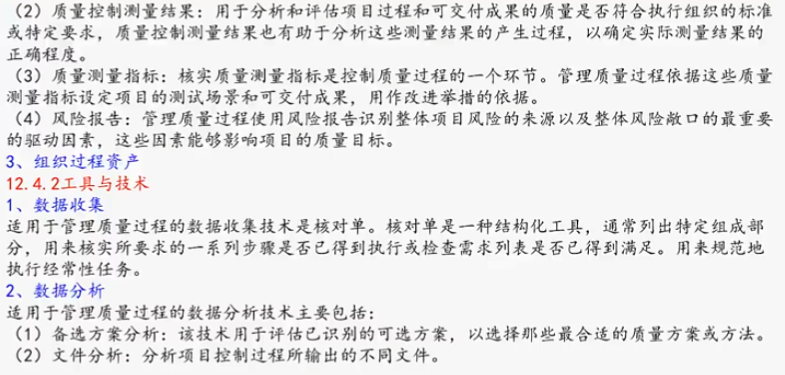 （2）质量控制测量结果：用于分析和评估项目过程和可交付成果的质量是否符合执行组织的标准
或特定要求，质量控制测量结果也有助于分析这些测量结果的产生过程，以确定实际测量结果的
正确程度。
（3）质量测量指标：核实质量测量指标是控制质量过程的一个环节。管理质量过程依据这些质量
测量指标设定项目的测试场景和可交付成果，用作改进举措的依据。
（4）风险报告：管理质量过程使用风险报告识别整体项目风险的来源以及整体风险敞口的最重要
的驱动因素，这些因素能够影响项目的质量目标。
3、组织过程资产
12.4.2工具与技术
1、数据收集
适用于管理质量过程的数据收集技术是核对单。核对单是一种结构化工具，通常列出特定组成部
分，用来核实所要求的一系列步骤是否已得到执行或检查需求列表是否已得到满足。用来规范地
执行经常性任务。
2、数据分析
适用于管理质量过程的数据分析技术主要包括：
（1）备选方案分析：该技术用于评估已识别的可选方案，以选择那些最合适的质量方案或方法。
（2）文件分析：分析项目控制过程所输出的不同文件。